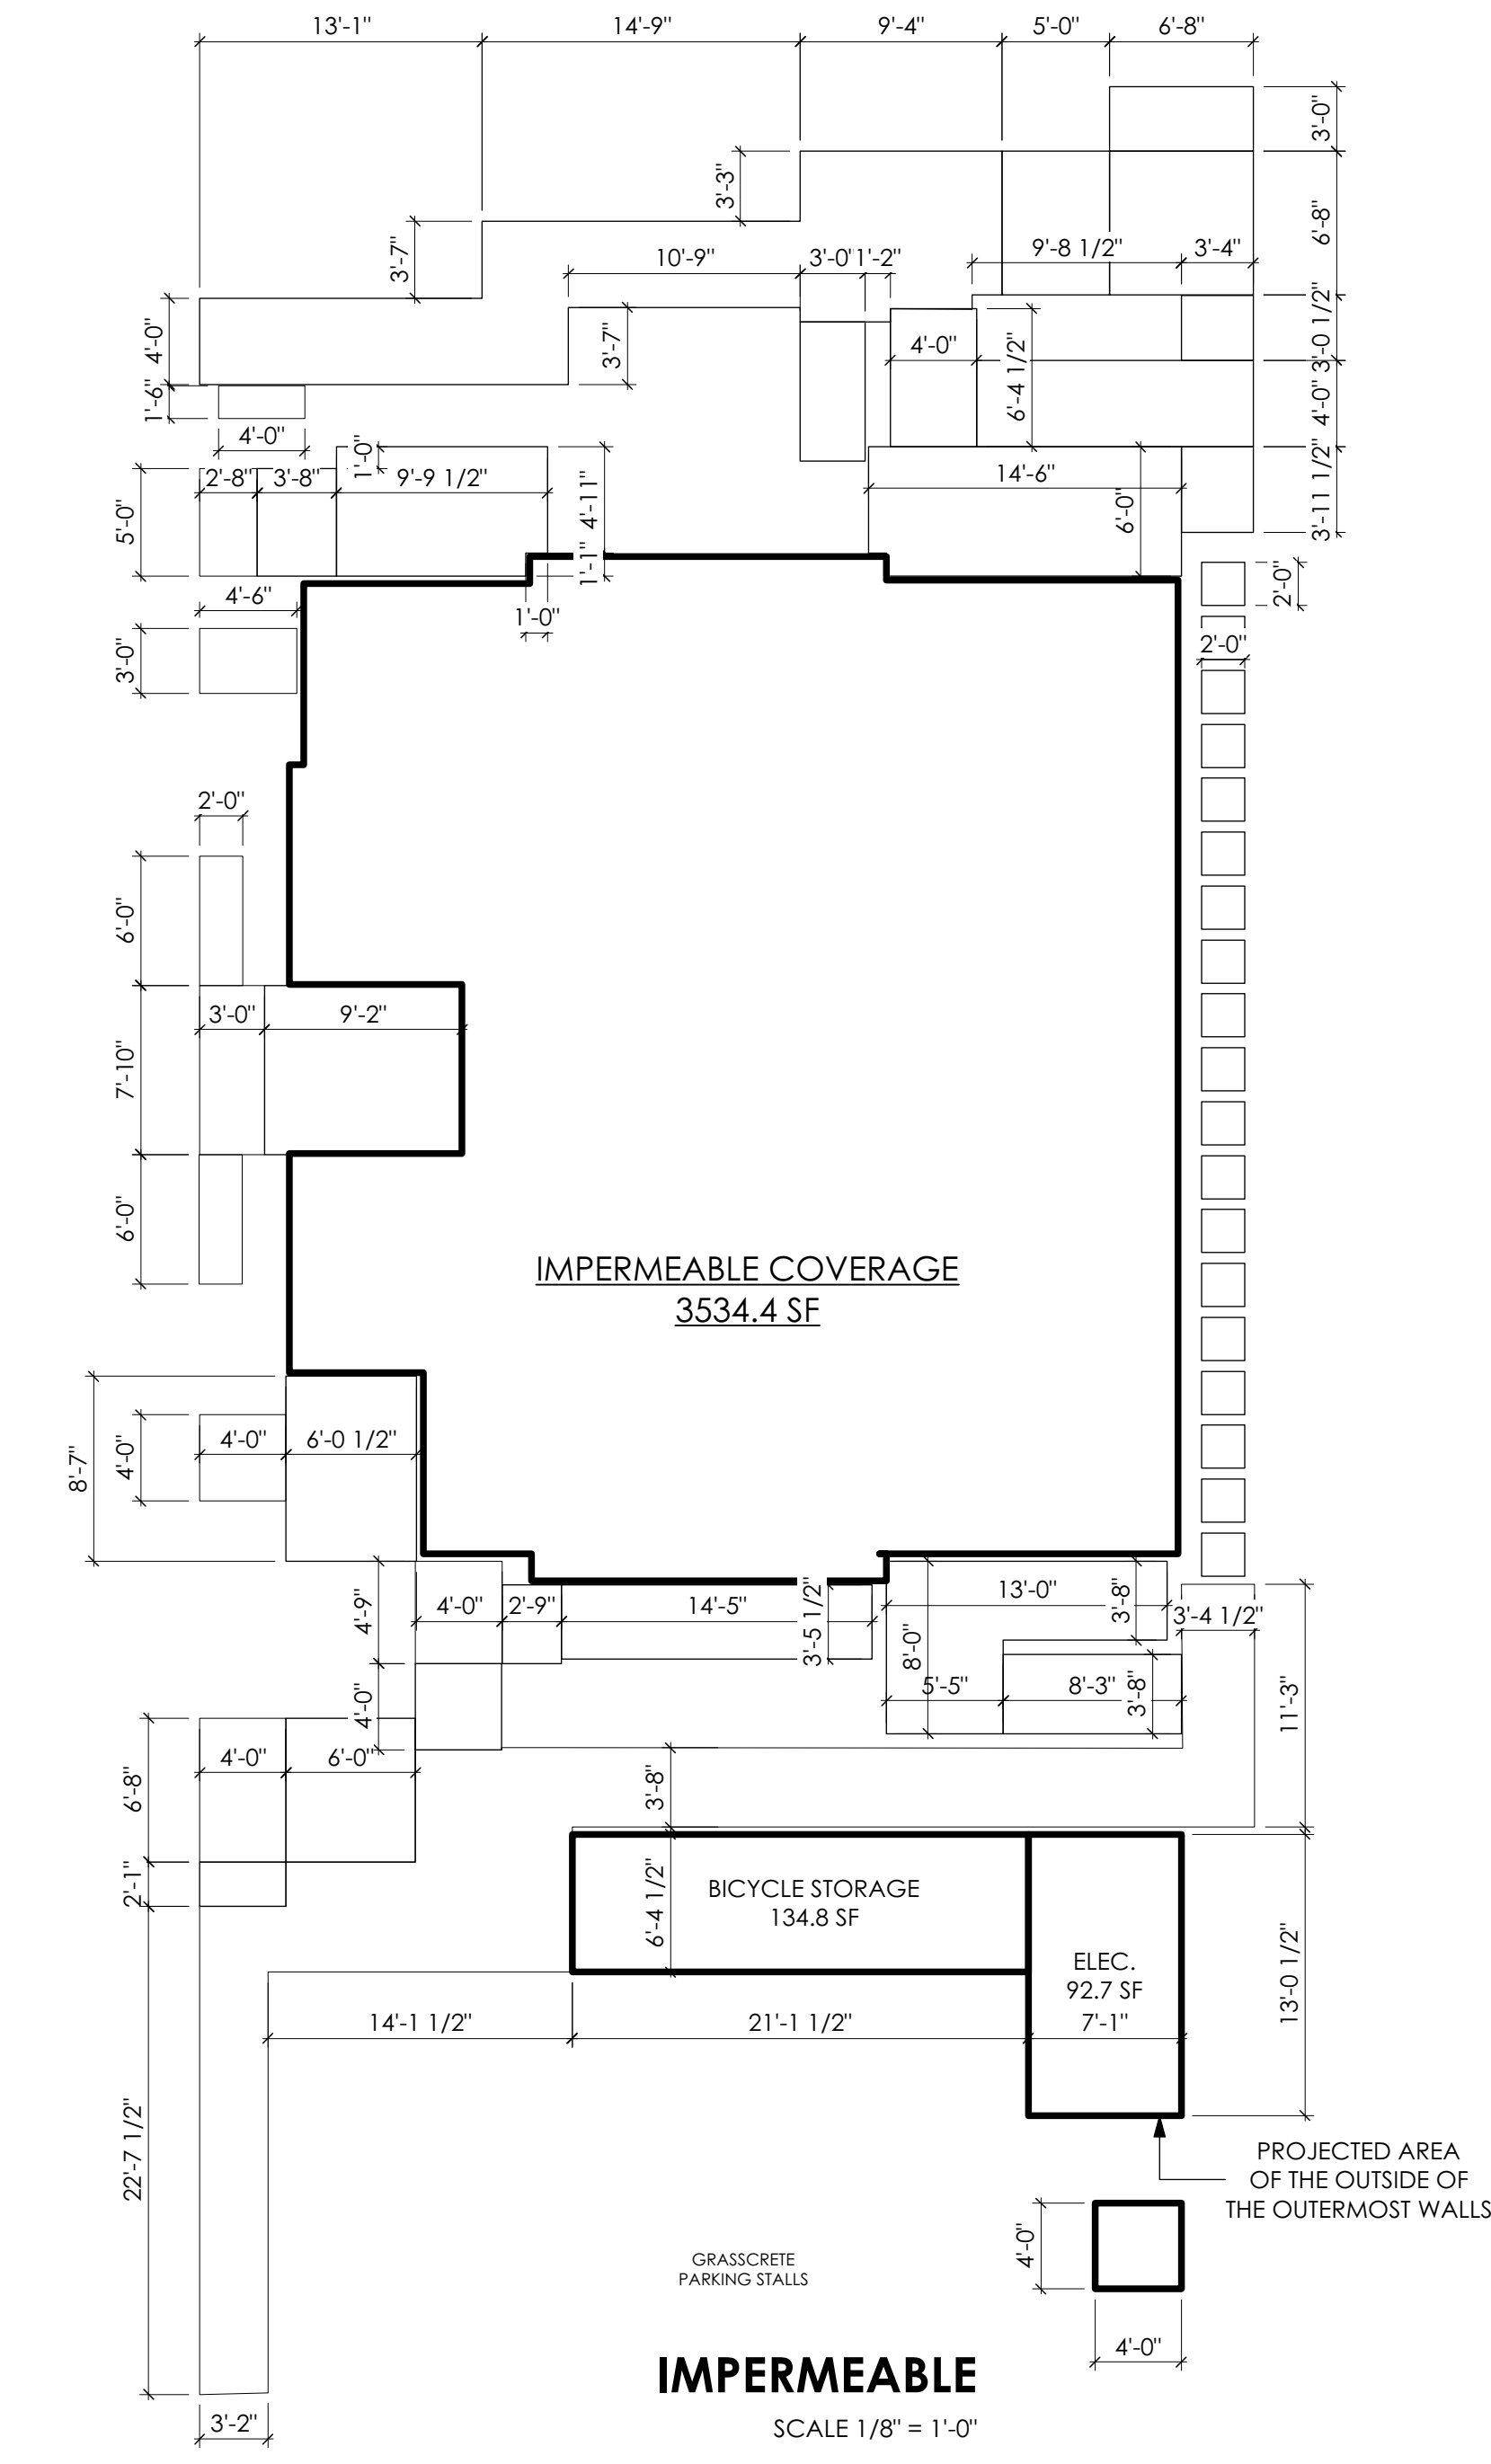 13'-1" 14'-9" 9'-4" 5'-0" 6'-8"
3'-0"
3'-3"
6'-8"
3'-7"
10'-9" 3'-0" 1'-2" 9'-8 1/2" 3'-4"
4'-0"
3'-7"
4'-0"
6'-4 1/2"
3'-0 1/2"
1'-6"
4'-0"
4'-0"
2'-8" 3'-8" 1'-0" 9'-9 1/2" 4'-11" 14'-6" 3'-11 1/2"
5'-0"
6'-0"
1'-1"
2'-0"
4'-6"
1'-0"
3'-0"
2'-0"
2'-0"
6'-0"
3'-0" 9'-2"
7'-10"
6'-0"
IMPERMEABLE COVERAGE
3534.4 SF
4'-0" 6'-0 1/2"
8'-7"
4'-0"
4'-9"
4'-0" 2'-9" 14'-5" 3'-5 1/2" 13'-0" 3'-8" 3'-4 1/2"
8'-0"
4'-0"
5'-5" 8'-3" 3'-8"
11'-3"
4'-0" 6'-0"
6'-8"
3'-8"
2'-1"
BICYCLE STORAGE
134.8 SF
6'-4 1/2"
ELEC.
92.7 SF
13'-0 1/2"
14'-1 1/2" 21'-1 1/2" 7'-1"
22'-7 1/2"
PROJECTED AREA
OF THE OUTSIDE OF
THE OUTERMOST WALLS
4'-0"
GRASSCRETE
PARKING STALLS
4'-0"
IMPERMEABLE
3'-2"
SCALE 1/8" = 1'-0"